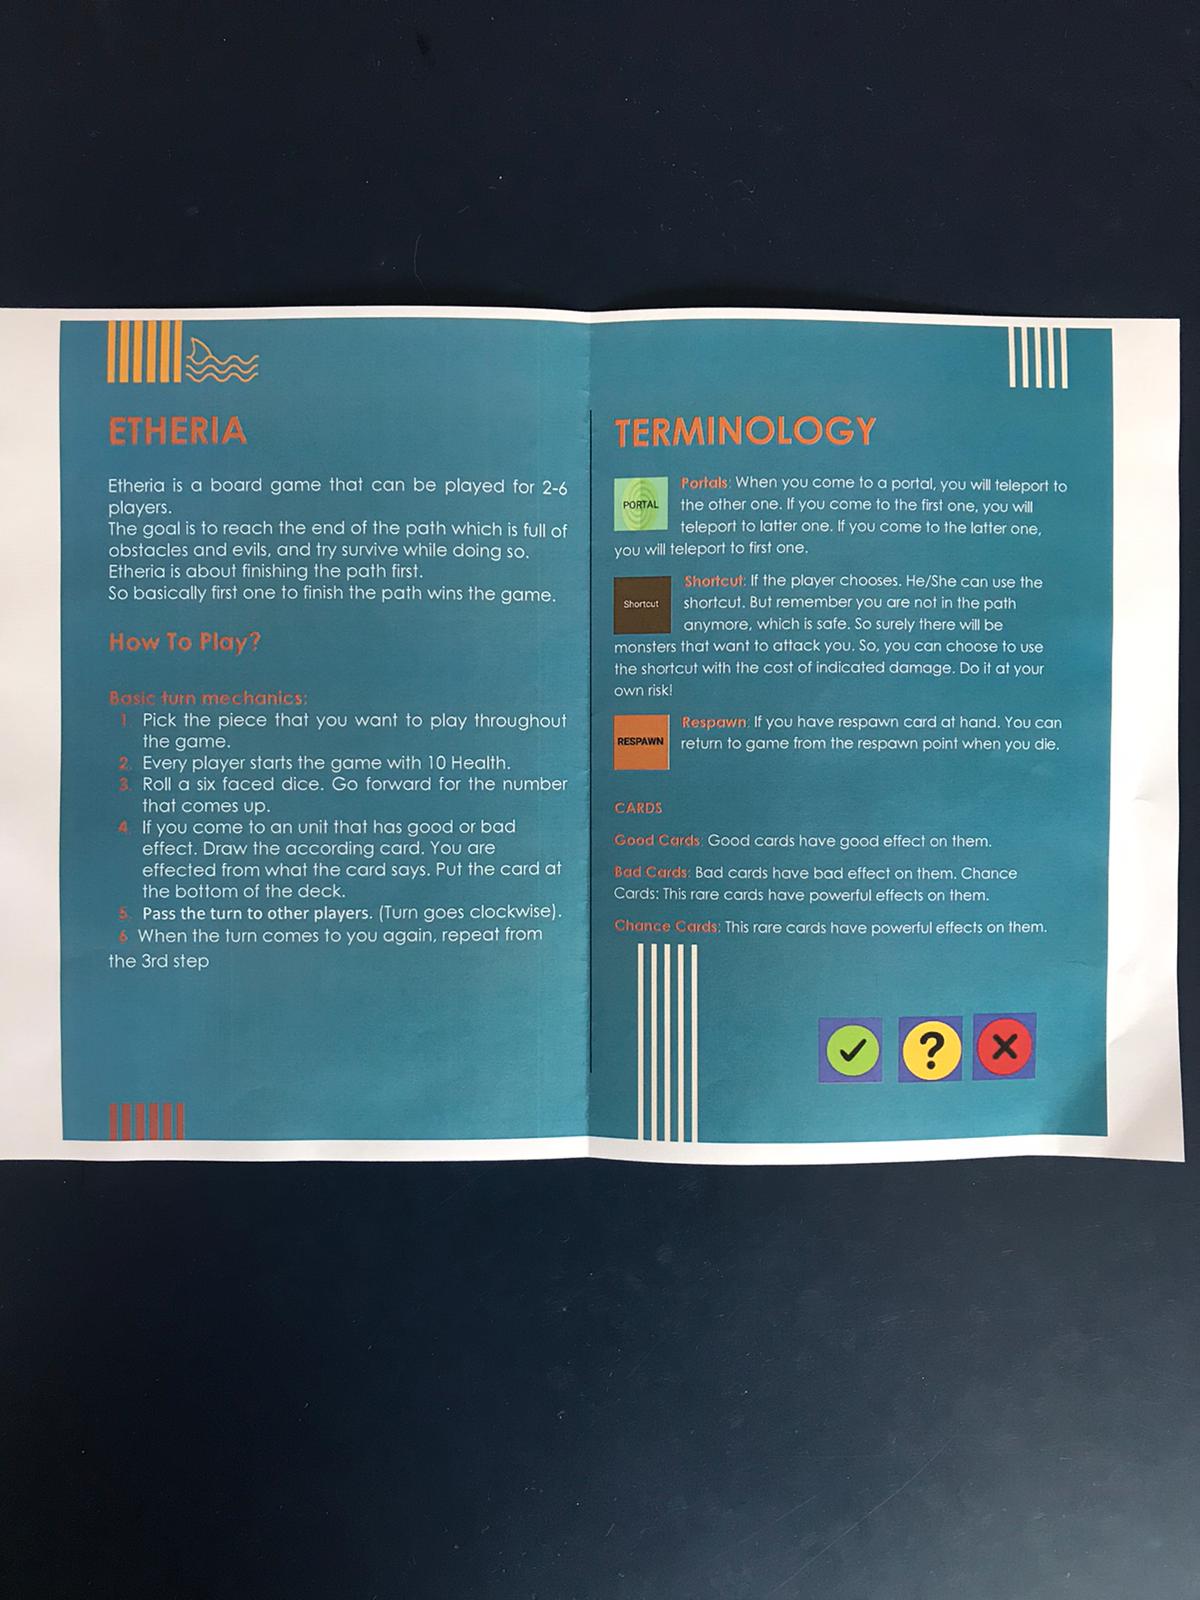 ETHERIA
Etheria is a board game that can be played for 2-6
players.
The goal is to reach the end of the path which is full of
obstacles and evils, and try survive while doing so.
Etheria is about finishing the path first.
So basically first one to finish the path wins the game.
How To Play?
Basic turn mechanics:
1. Pick the piece that you want to play throughout
the game.
2. Every player starts the game with 10 Health.
3. Roll a six faced dice. Go forward for the number
that comes up.
4. If you come to an unit that has good or bad
effect. Draw the according card. You are
effected from what the card says. Put the card at
the bottom of the deck.
5. Pass the turn to other players. (Turn goes clockwise).
6 When the turn comes to you again, repeat from
the 3rd step
TERMINOLOGY
PORTAL
Portals: When you come to a portal, you will teleport to
the other one. If you come to the first one, you will
teleport to latter one. If you come to the latter one,
you will teleport to first one.
Shortcut
Shortcut: If the player chooses. He/She can use the
shortcut. But remember you are not in the path
anymore, which is safe. So surely there will be
monsters that want to attack you. So, you can choose to use
the shortcut with the cost of indicated damage. Do it at your
own risk!
RESPAWN
Respawn: If you have respawn card at hand. You can
return to game from the respawn point when you die.
CARDS
Good Cards: Good cards have good effect on them.
Bad Cards: Bad cards have bad effect on them. Chance
Cards: This rare cards have powerful effects on them.
Chance Cards: This rare cards have powerful effects on them.
?